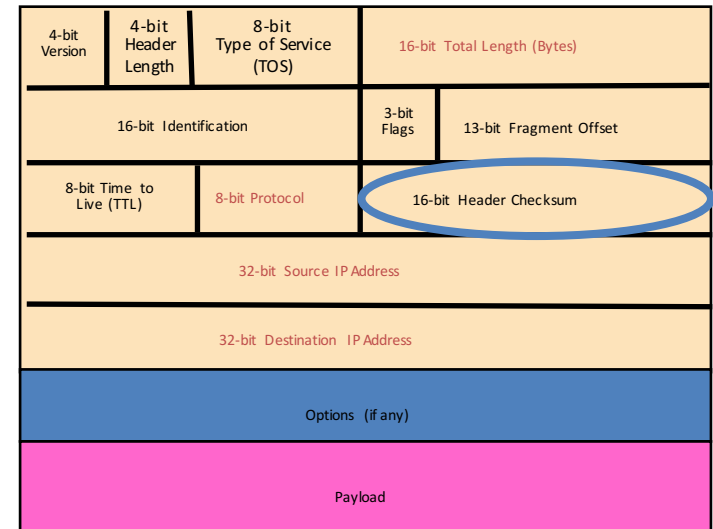 4-bit
Version
4-bit
Header
Length
8-bit
Type of Service
(TOS)
16-bit Total Length (Bytes)
16-bit Identification
3-bit
Flags
13-bit Fragment Offset
8-bit Time to
Live (TTL)
8-bit Protocol
16-bit Header Checksum
32-bit Source IP Address
32-bit Destination IP Address
Options (if any)
Payload